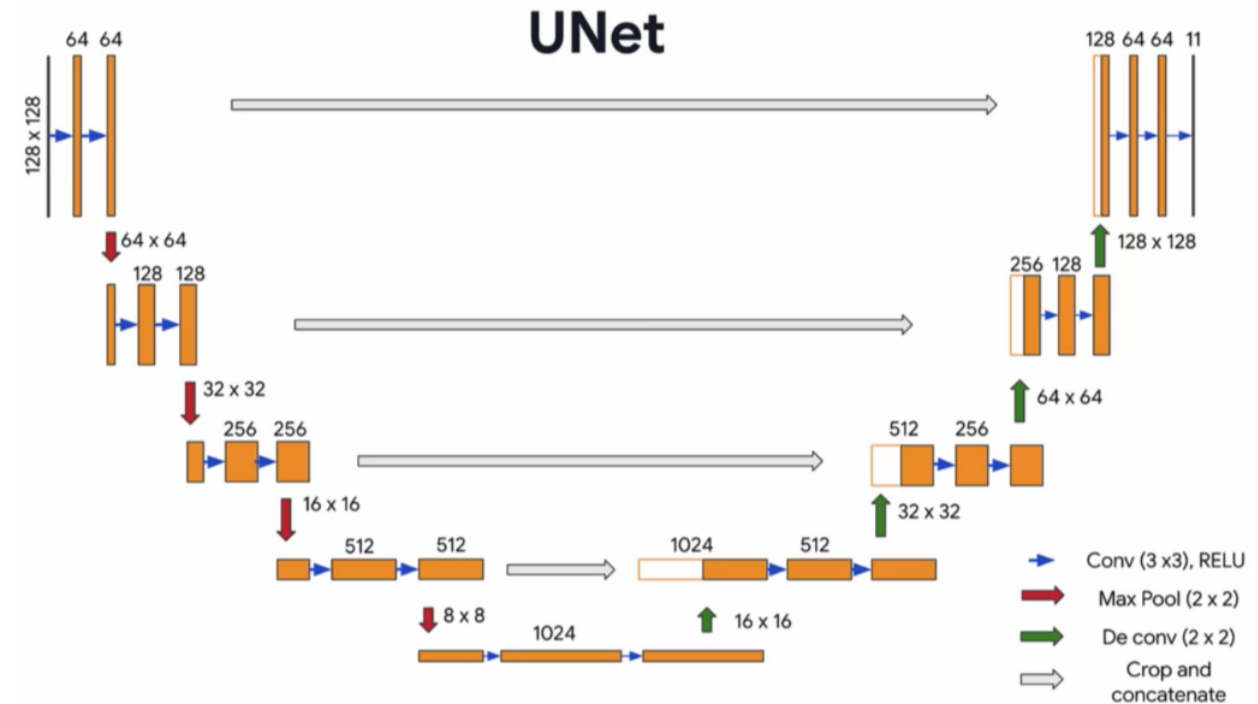 UNet
64 64
128 64 64 11
128 x 128
64 x 64
128 x 128
128 128
256 128
32 x 32
64 x 64
256 256
512 256
16 x 16
32 x 32
512 512
1024 512
8 x 8
16 x 16
1024
Conv (3 x3), RELU
Max Pool (2 x 2)
De conv (2 x 2)
Crop and
concatenate